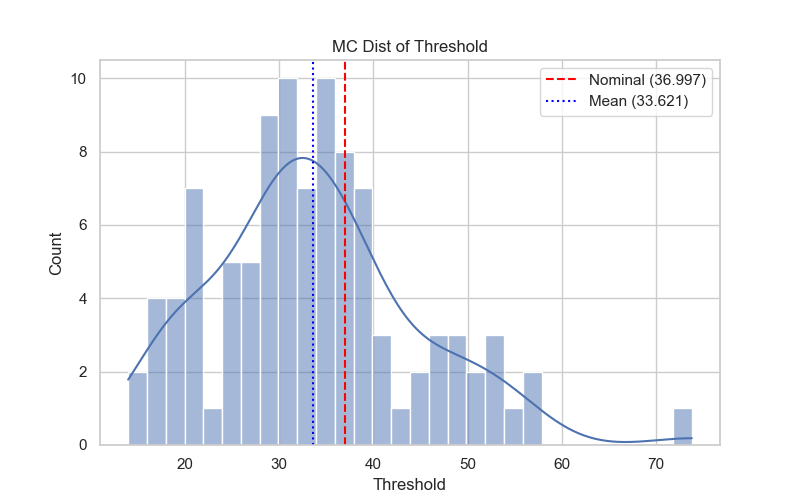 MC Dist of Threshold
Nominal (36.997)
Mean (33.621)
Count
10
8
6
4
2
0
20
30
40
50
60
70
Threshold